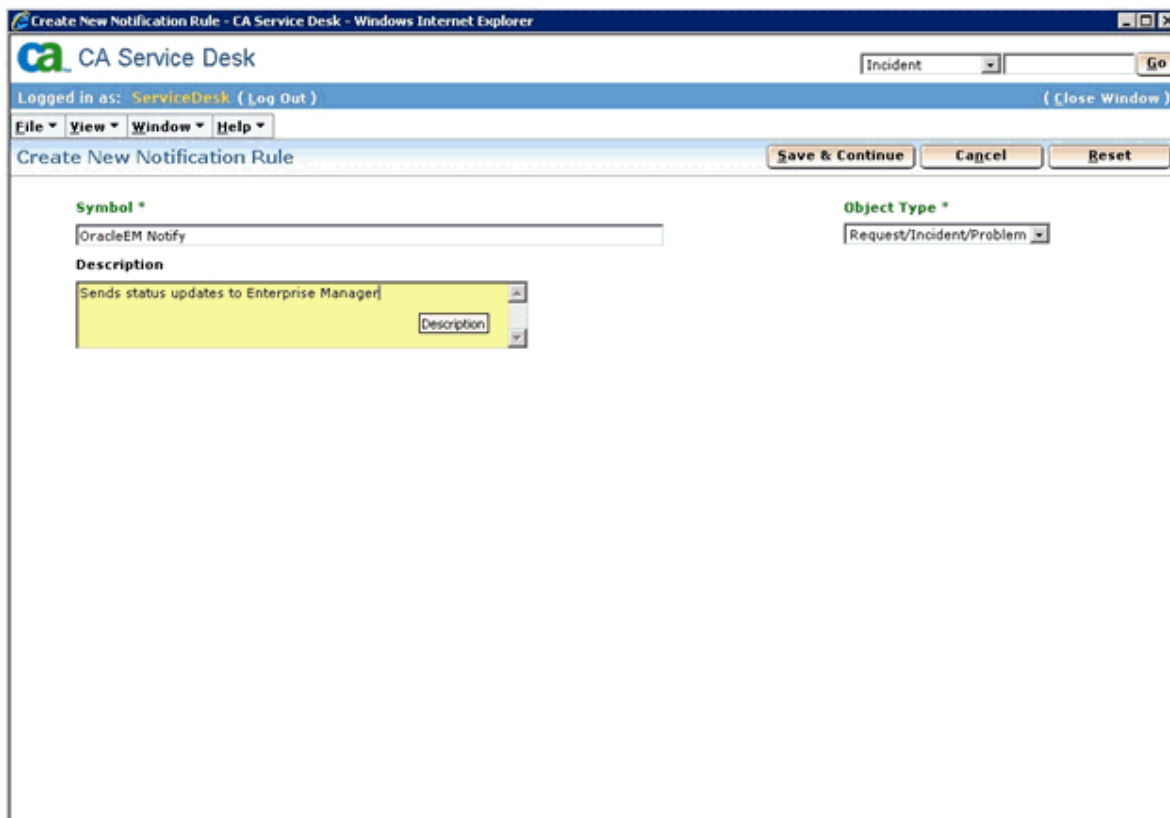 Create New Notification Rule - CA Service Desk - Windows Internet Explorer
ca CA Service Desk
Incident Go
Logged in as: ServiceDesk ( Log Out ) ( Close Window )
File View Window Help
Create New Notification Rule Save & Continue Cancel Reset
Symbol * Object Type *
OracleEM Notify Request/Incident/Problem
Description
Sends status updates to Enterprise Manager
Description